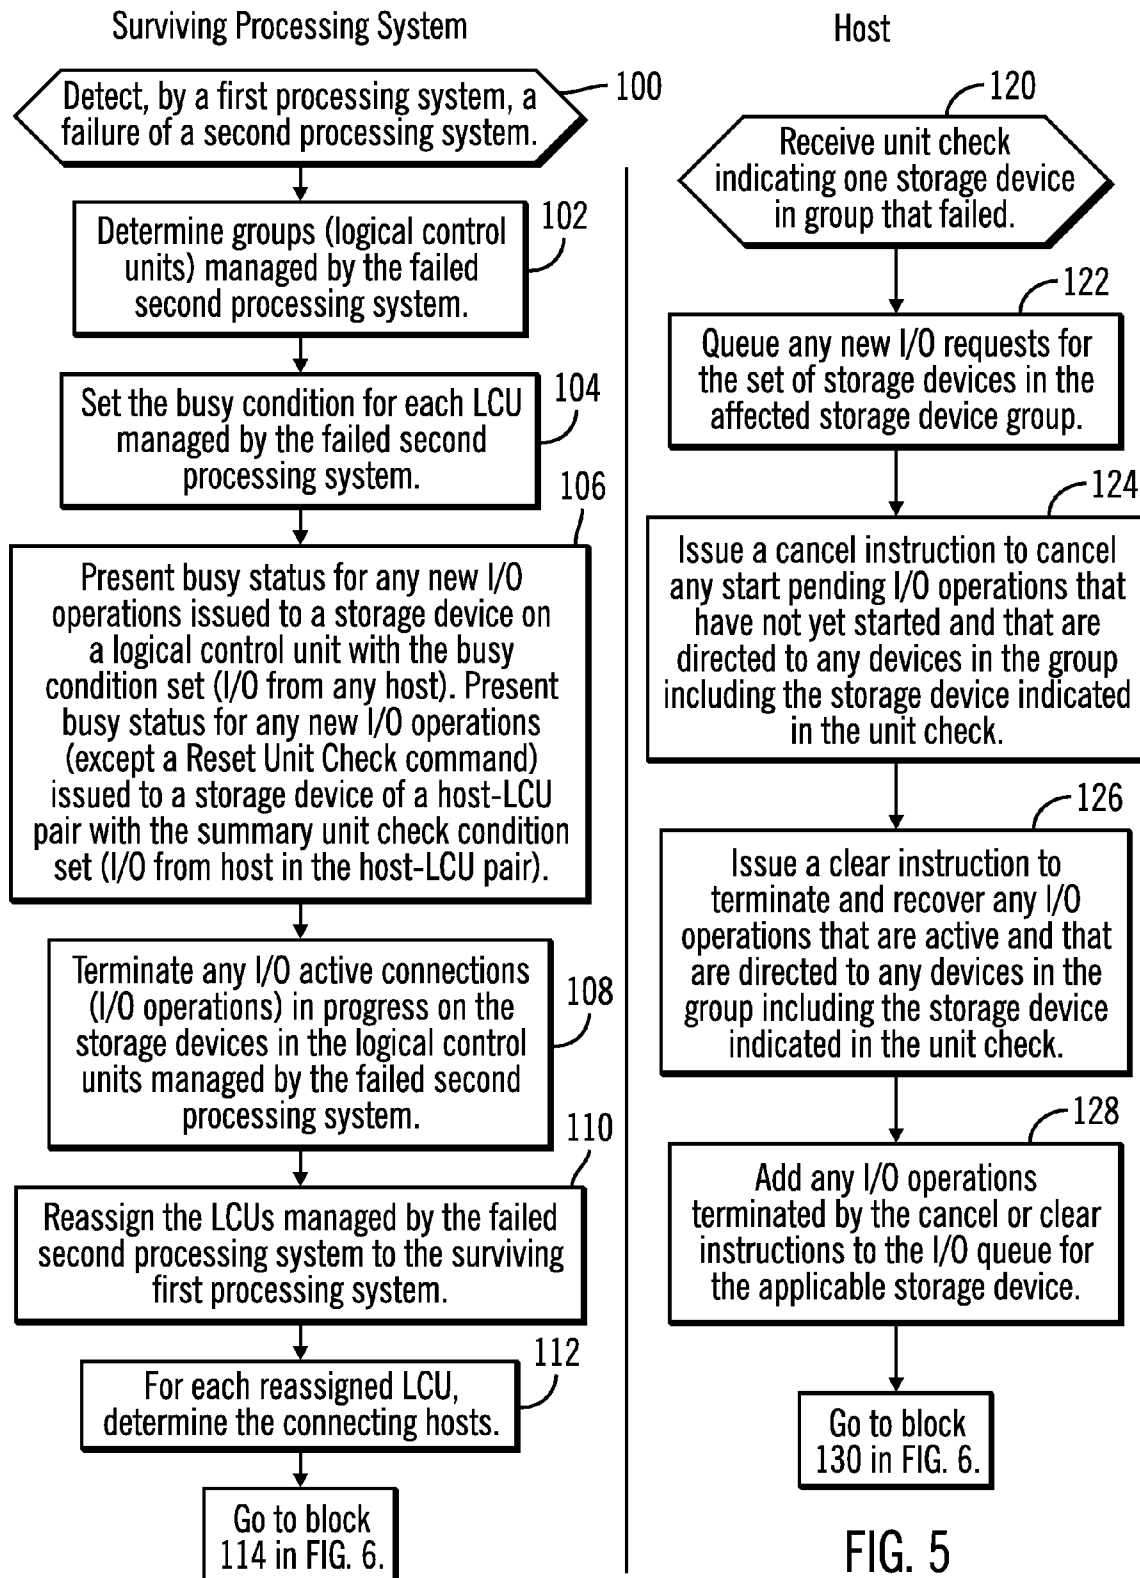 Surviving Processing System
100
Detect, by a first processing system, a
failure of a second processing system.
102
Determine groups (logical control
units) managed by the failed
second processing system.
104
Set the busy condition for each LCU
managed by the failed second
processing system.
106
Present busy status for any new I/O
operations issued to a storage device on
a logical control unit with the busy
condition set (I/O from any host). Present
busy status for any new I/O operations
(except a Reset Unit Check command)
issued to a storage device of a host-LCU
pair with the summary unit check condition
set (I/O from host in the host-LCU pair).
108
Terminate any I/O active connections
(I/O operations) in progress on the
storage devices in the logical control
units managed by the failed second
processing system.
110
Reassign the LCUs managed by the failed
second processing system to the surviving
first processing system.
112
For each reassigned LCU,
determine the connecting hosts.
Go to block
114 in FIG. 6.
Host
120
Receive unit check
indicating one storage device
in group that failed.
122
Queue any new I/O requests for
the set of storage devices in the
affected storage device group.
124
Issue a cancel instruction to cancel
any start pending I/O operations that
have not yet started and that are
directed to any devices in the group
including the storage device indicated
in the unit check.
126
Issue a clear instruction to
terminate and recover any I/O
operations that are active and that
are directed to any devices in the
group including the storage device
indicated in the unit check.
128
Add any I/O operations
terminated by the cancel or clear
instructions to the I/O queue for
the applicable storage device.
Go to block
130 in FIG. 6.
FIG. 5